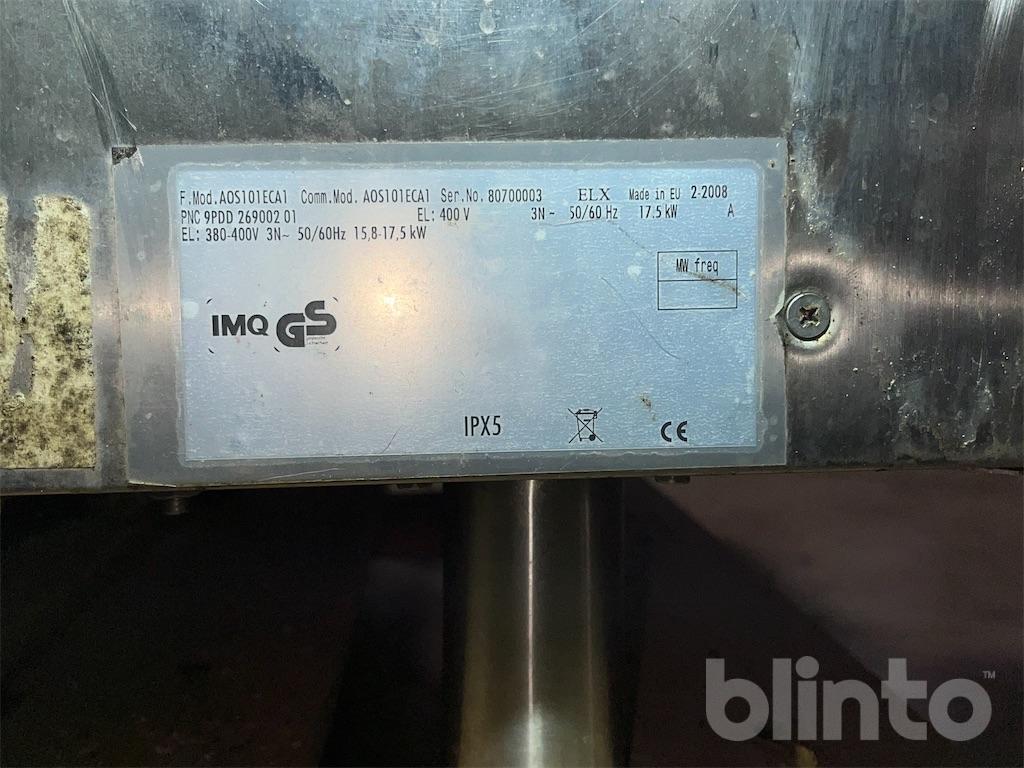 F.Mod.AOS101ECA1 Comm.Mod. AOS101ECA1 Ser.No. 80700003 ELX Made in EU 2-2008
PNC 9PDD 269002 01 EL: 400 V 3N~ 50/60 Hz 17.5 kW A
EL: 380-400V 3N~ 50/60Hz 15,8-17,5 kW
MW freq
IMQ GS
IPX5
CE
blinto™